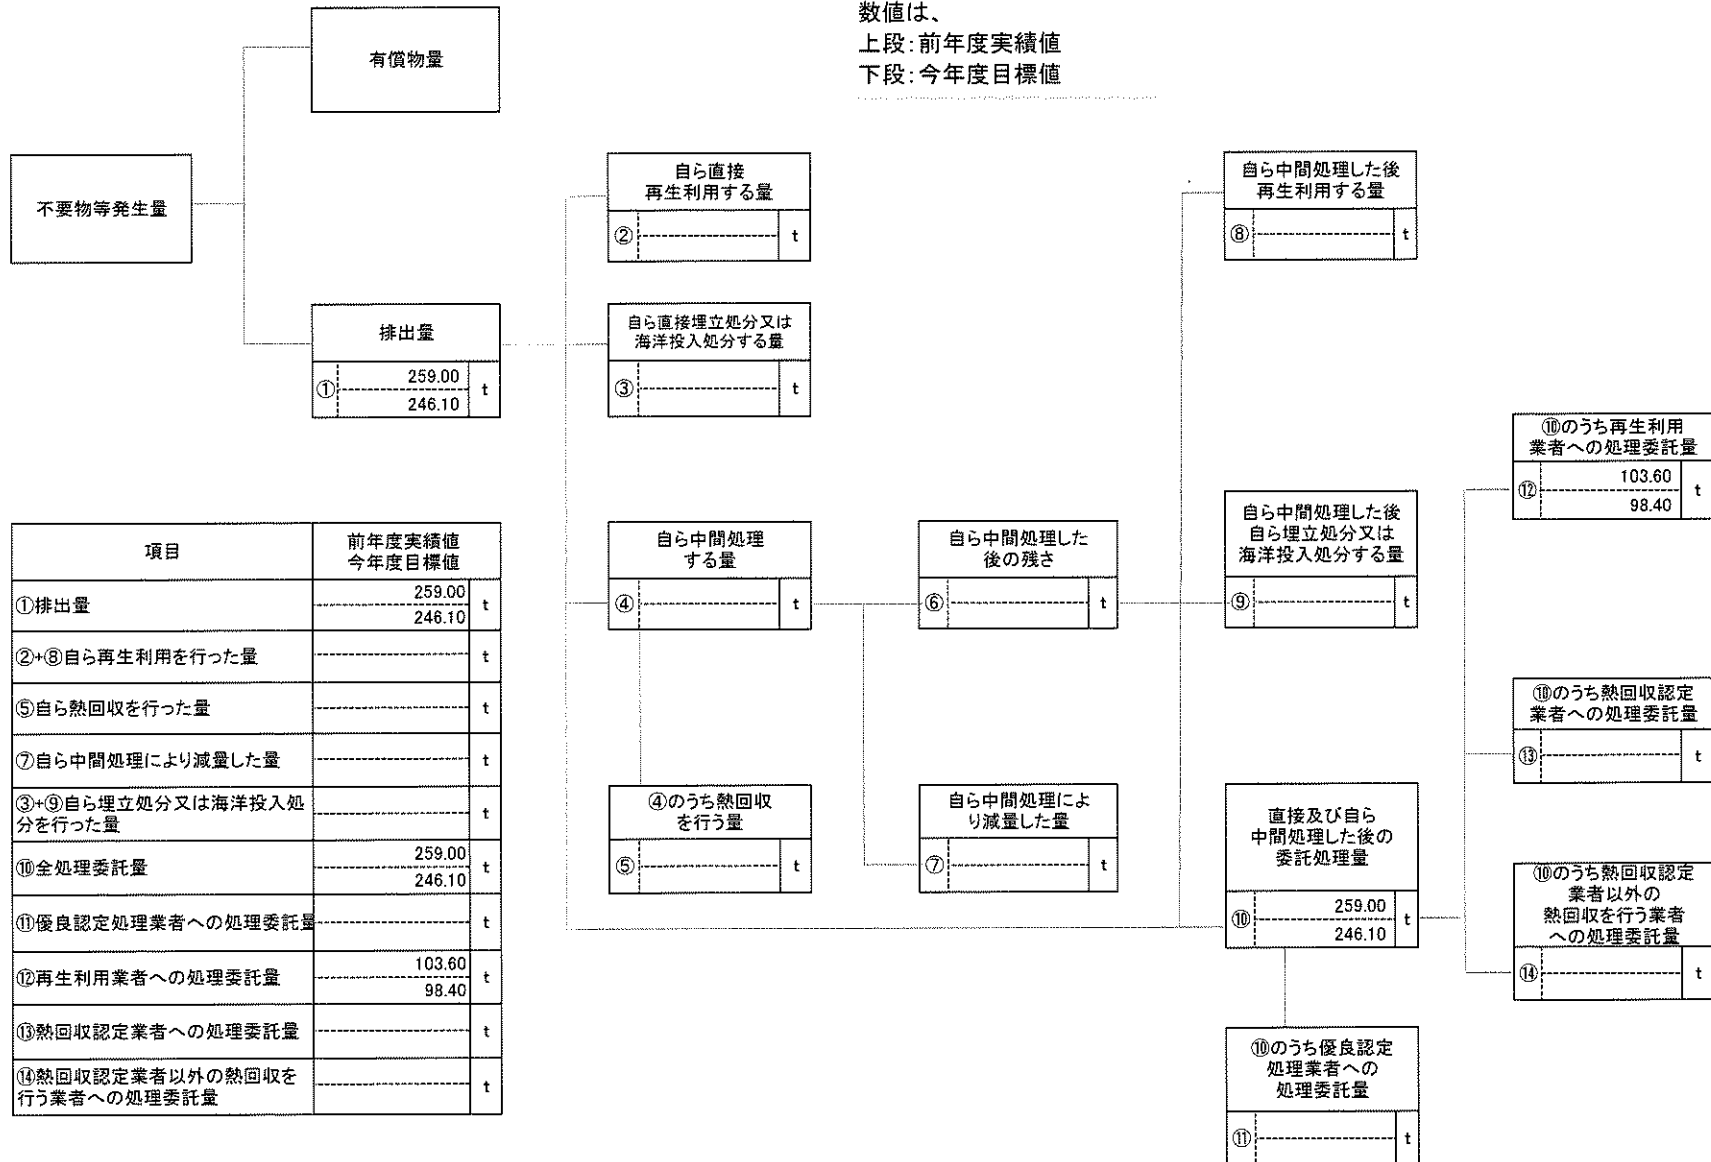 数値は、
上段:前年度実績値
下段:今年度目標値
有償物量
不要物等発生量
排出量
①
259.00
246.10
t
自ら直接
再生利用する量
②
t
自ら直接埋立処分又は
海洋投入処分する量
③
t
自ら中間処理
する量
④
t
④のうち熱回収
を行う量
⑤
t
自ら中間処理した
後の残さ
⑥
t
自ら中間処理によ
り減量した量
⑦
t
自ら中間処理した後
再生利用する量
⑧
t
自ら中間処理した後
自ら埋立処分又は
海洋投入処分する量
⑨
t
直接及び自ら
中間処理した後の
委託処理量
⑩
259.00
246.10
t
⑩のうち優良認定
処理業者への
処理委託量
⑪
t
⑩のうち再生利用
業者への処理委託量
⑫
103.60
98.40
t
⑩のうち熱回収認定
業者への処理委託量
⑬
t
⑩のうち熱回収認定
業者以外の
熱回収を行う業者
への処理委託量
⑭
t
項目
前年度実績値
今年度目標値
①排出量
259.00
246.10
t
②+⑧自ら再生利用を行った量
t
⑤自ら熱回収を行った量
t
⑦自ら中間処理により減量した量
t
③+⑨自ら埋立処分又は海洋投入処
分を行った量
t
⑩全処理委託量
259.00
246.10
t
⑪優良認定処理業者への処理委託量
t
⑫再生利用業者への処理委託量
103.60
98.40
t
⑬熱回収認定業者への処理委託量
t
⑭熱回収認定業者以外の熱回収を
行う業者への処理委託量
t